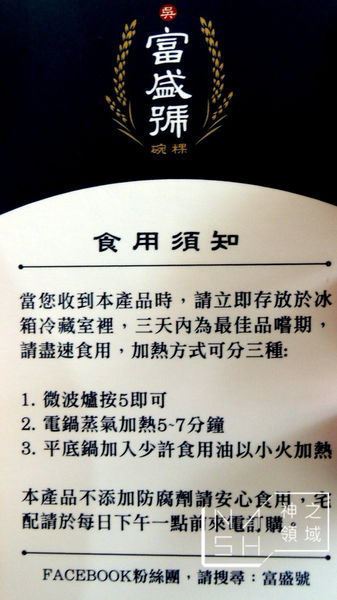 吳
富盛號
碗粿
食用須知
當您收到本產品時，請立即存放於冰
箱冷藏室裡，三天內為最佳品嚐期，
請盡速食用，加熱方式可分三種:
1. 微波爐按5即可
2. 電鍋蒸氣加熱5~7分鐘
3. 平底鍋加入少許食用油以小火加熱
本產品不添加防腐劑請安心食用，宅
配請於每日下午一點前來電訂購。
NASH 神之領域
FACEBOOK粉絲團，請搜尋：富盛號